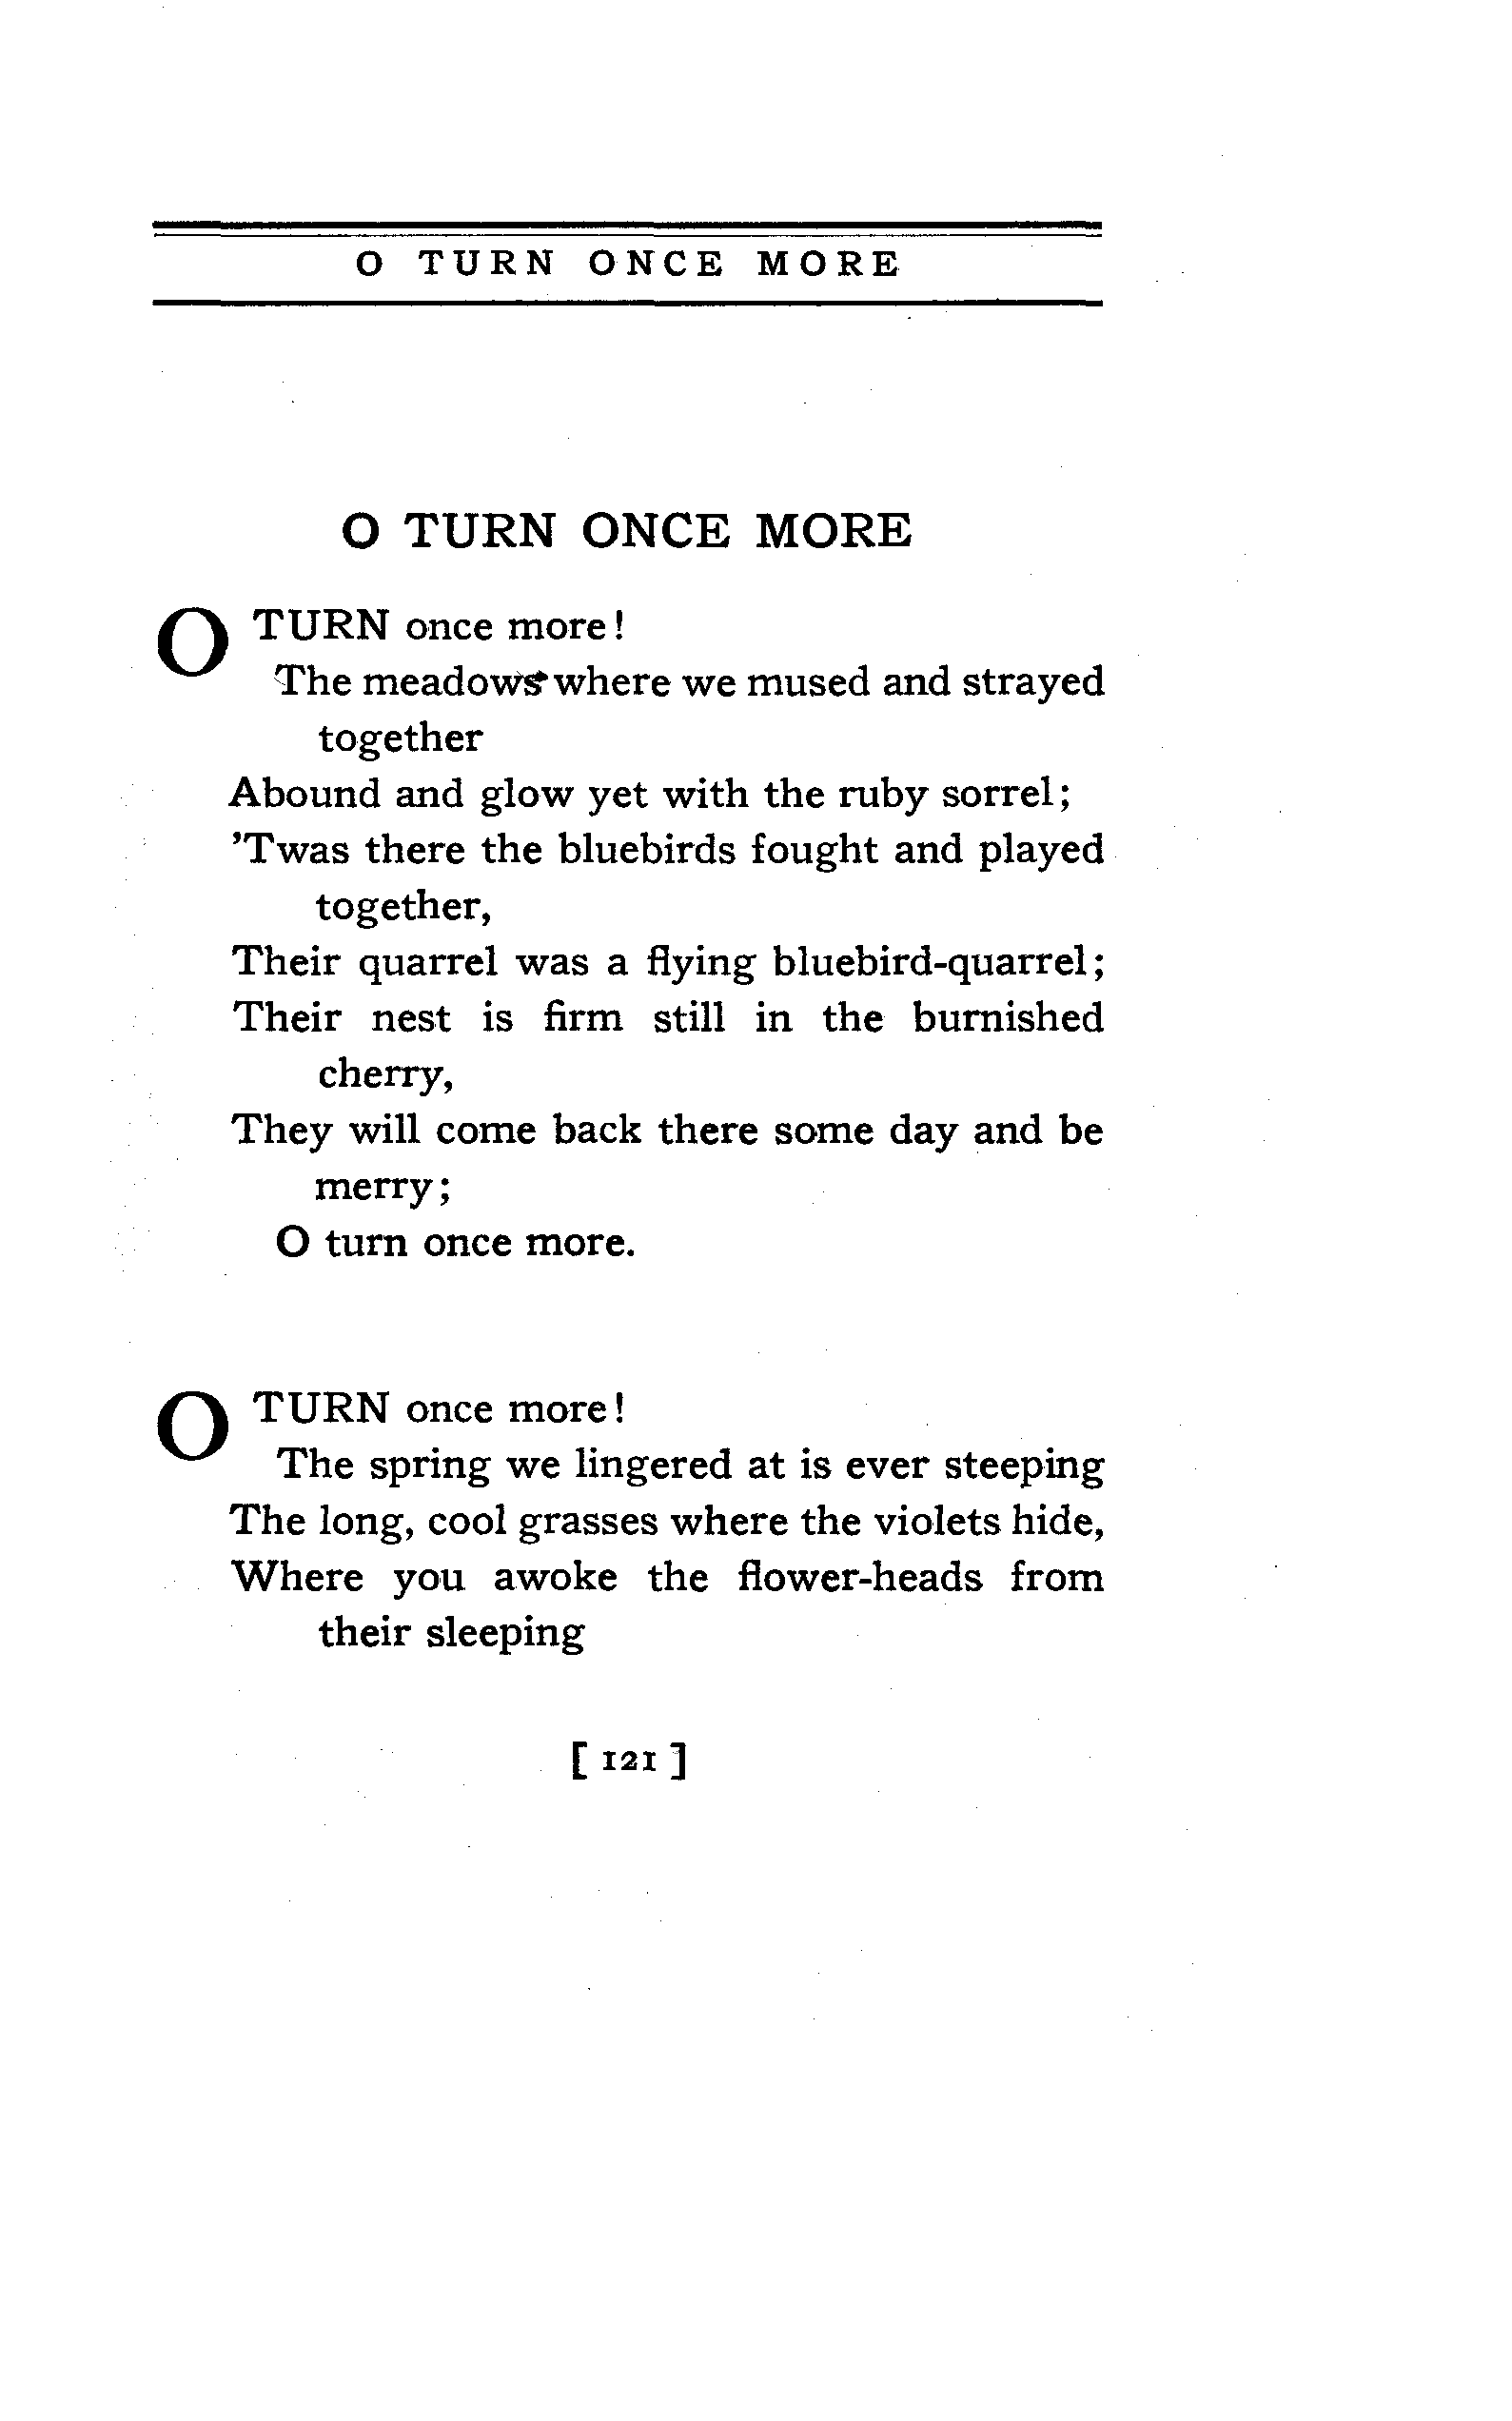 O TURN ONCE MORE
O TURN ONCE MORE
O TURN once more!
The meadows where we mused and strayed
together
Abound and glow yet with the ruby sorrel;
’Twas there the bluebirds fought and played
together,
Their quarrel was a flying bluebird-quarrel;
Their nest is firm still in the burnished
cherry,
They will come back there some day and be
merry;
O turn once more.
O TURN once more!
The spring we lingered at is ever steeping
The long, cool grasses where the violets hide,
Where you awoke the flower-heads from
their sleeping
[ 121 ]